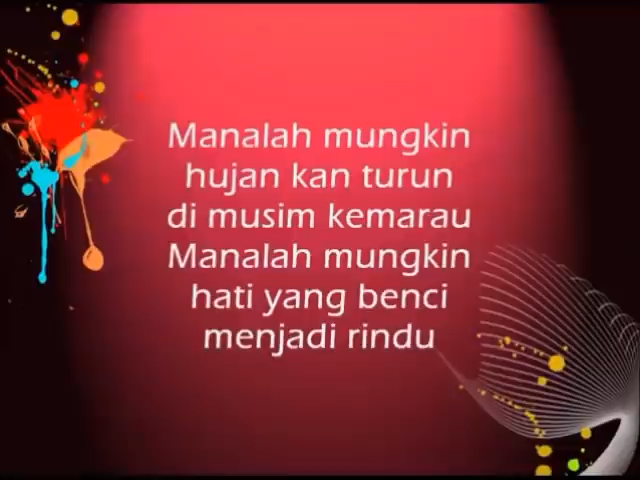 Manalah mungkin
hujan kan turun
di musim kemarau
Manalah mungkin
hati yang benci
menjadi rindu